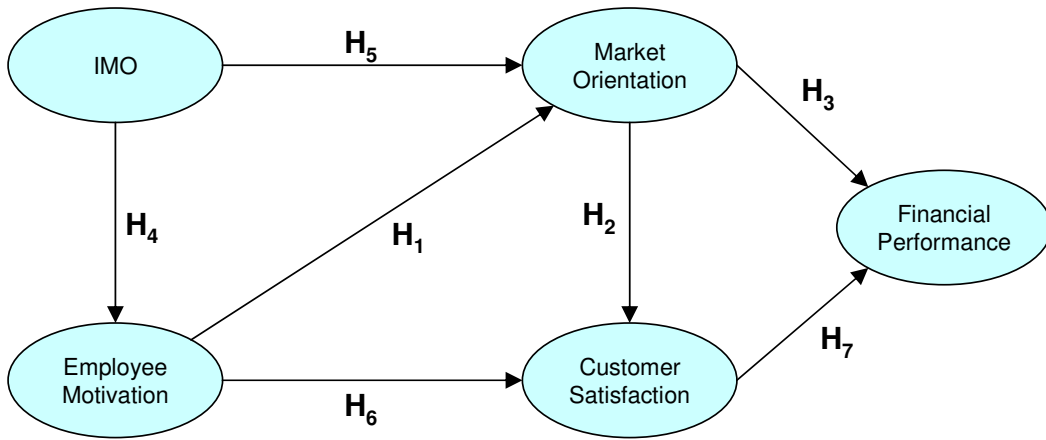 IMO
H5
Market
Orientation
H3
H4
H1
H2
Financial
Performance
Employee
Motivation
H6
Customer
Satisfaction
H7